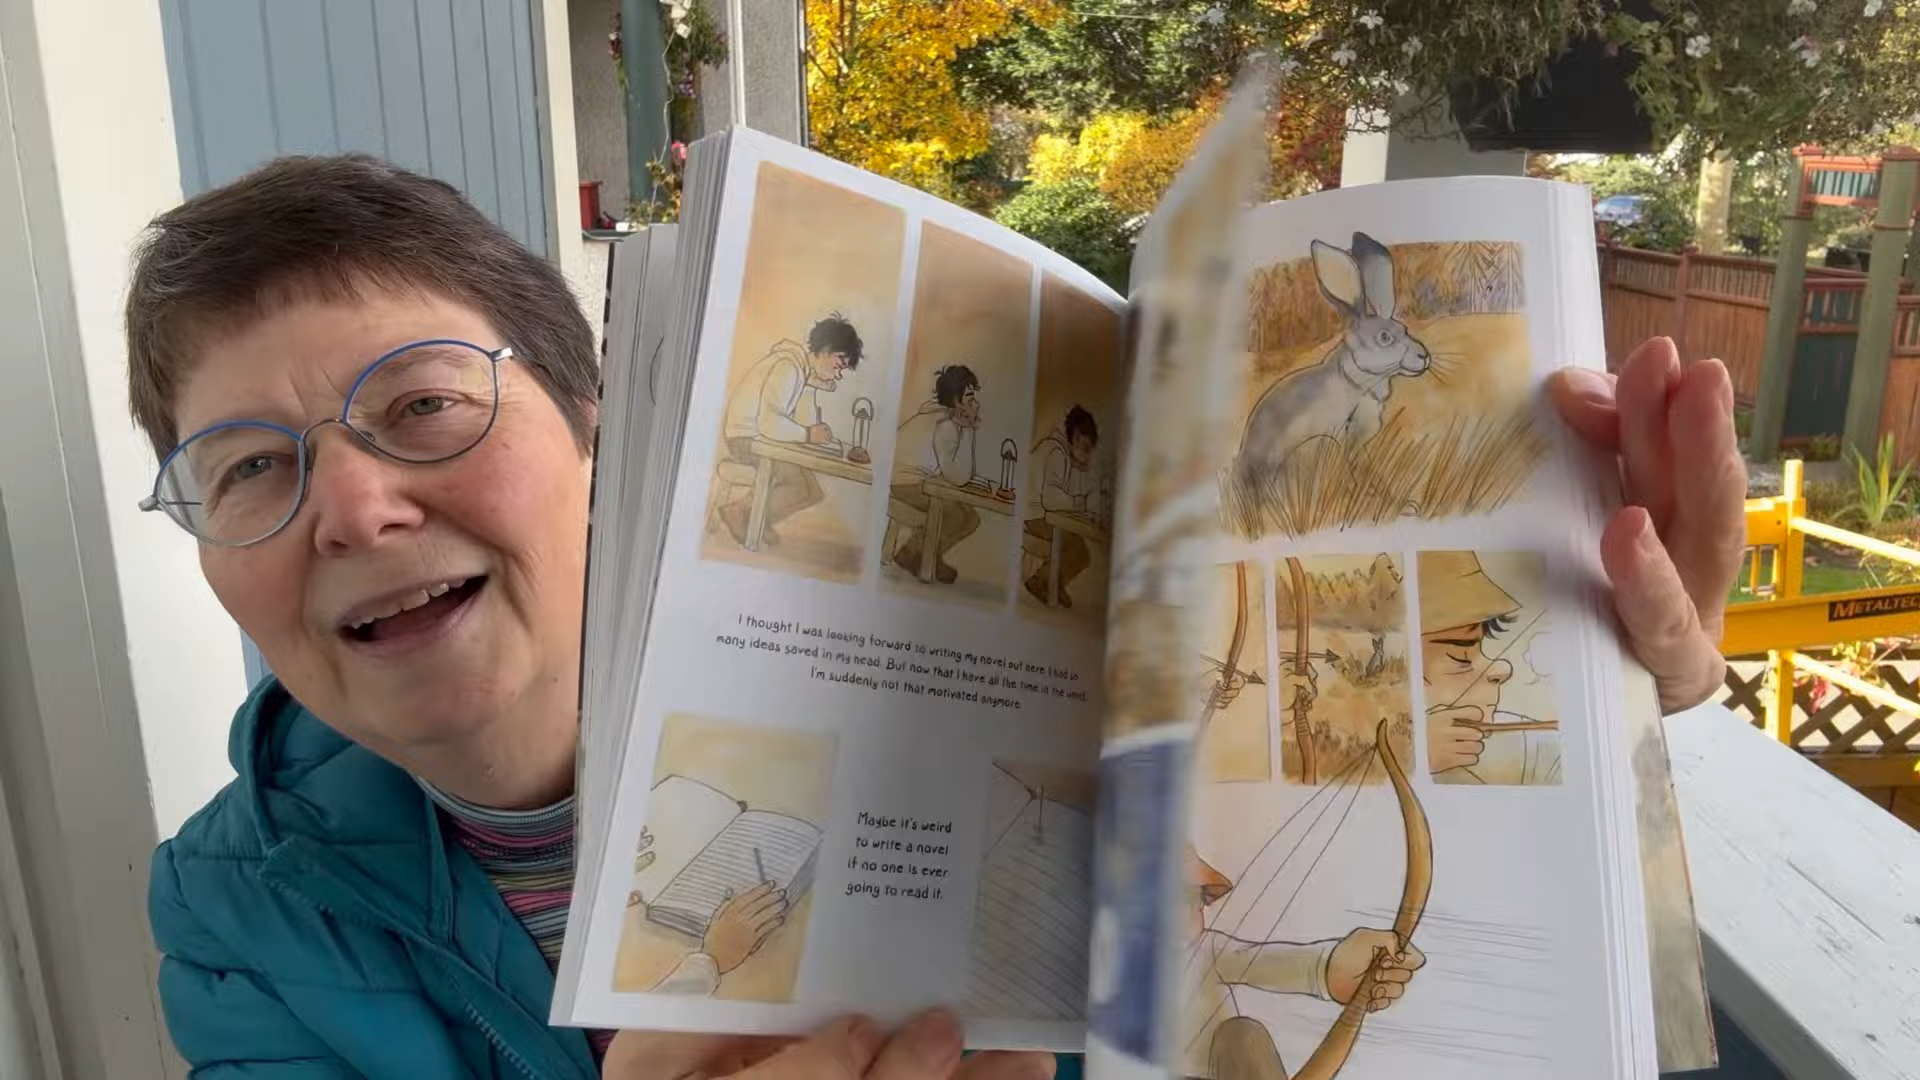 I thought I was looking forward to writing my novel out here. I had so
many ideas saved in my head. But now that I have all the time in the world,
I'm suddenly not that motivated anymore.
Maybe it's weird
to write a novel
if no one is ever
going to read it.
METALTEC